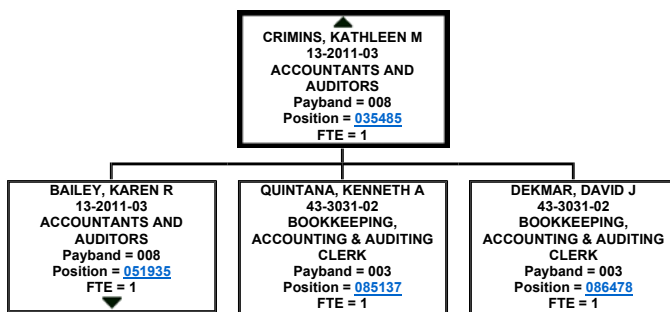 CRIMINS, KATHLEEN M
13-2011-03
ACCOUNTANTS AND
AUDITORS
Payband = 008
Position = 035485
FTE = 1
BAILEY, KAREN R
13-2011-03
ACCOUNTANTS AND
AUDITORS
Payband = 008
Position = 051935
FTE = 1
QUINTANA, KENNETH A
43-3031-02
BOOKKEEPING,
ACCOUNTING & AUDITING
CLERK
Payband = 003
Position = 085137
FTE = 1
DEKMAR, DAVID J
43-3031-02
BOOKKEEPING,
ACCOUNTING & AUDITING
CLERK
Payband = 003
Position = 086478
FTE = 1